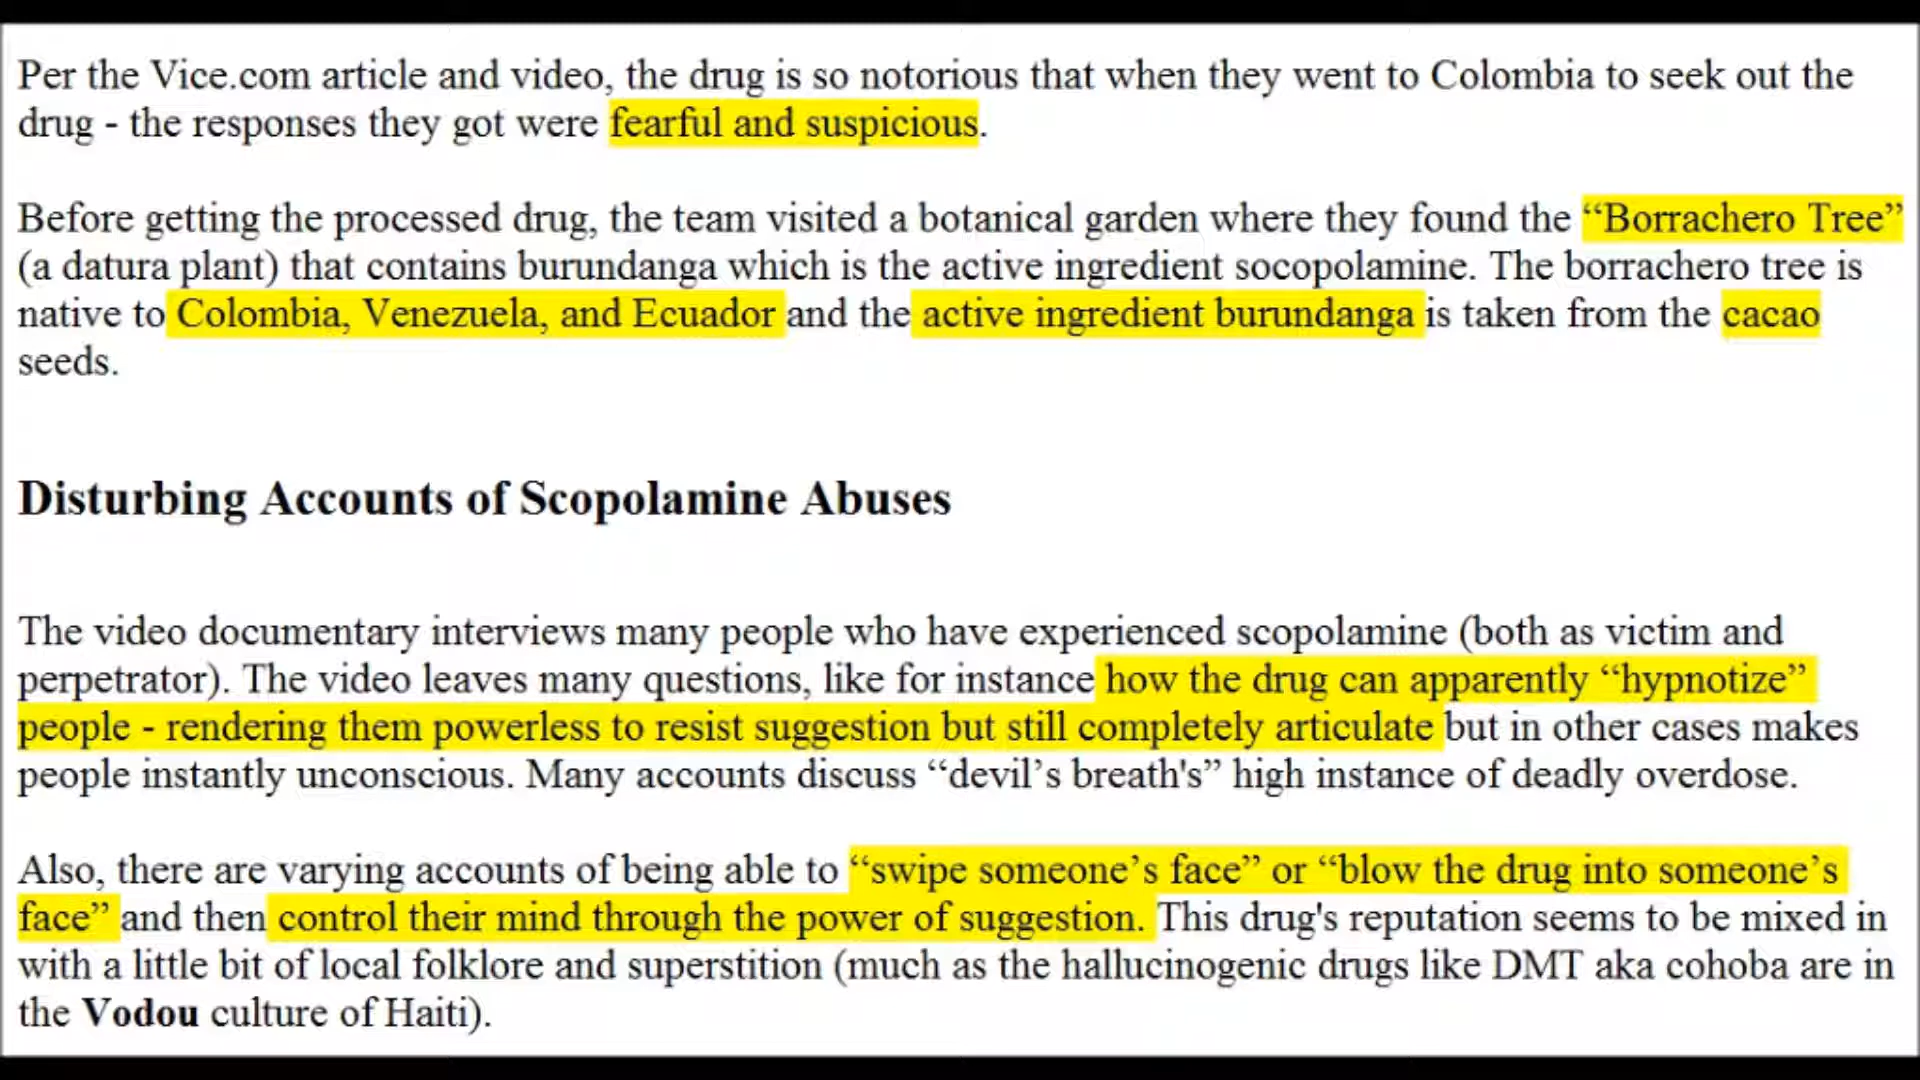 Per the Vice.com article and video, the drug is so notorious that when they went to Colombia to seek out the
drug - the responses they got were fearful and suspicious.
Before getting the processed drug, the team visited a botanical garden where they found the “Borrachero Tree”
(a datura plant) that contains burundanga which is the active ingredient socopolamine. The borrachero tree is
native to Colombia, Venezuela, and Ecuador and the active ingredient burundanga is taken from the cacao
seeds.
Disturbing Accounts of Scopolamine Abuses
The video documentary interviews many people who have experienced scopolamine (both as victim and
perpetrator). The video leaves many questions, like for instance how the drug can apparently “hypnotize”
people - rendering them powerless to resist suggestion but still completely articulate but in other cases makes
people instantly unconscious. Many accounts discuss “devil’s breath's” high instance of deadly overdose.
Also, there are varying accounts of being able to “swipe someone’s face” or “blow the drug into someone’s
face” and then control their mind through the power of suggestion. This drug's reputation seems to be mixed in
with a little bit of local folklore and superstition (much as the hallucinogenic drugs like DMT aka cohoba are in
the Vodou culture of Haiti).